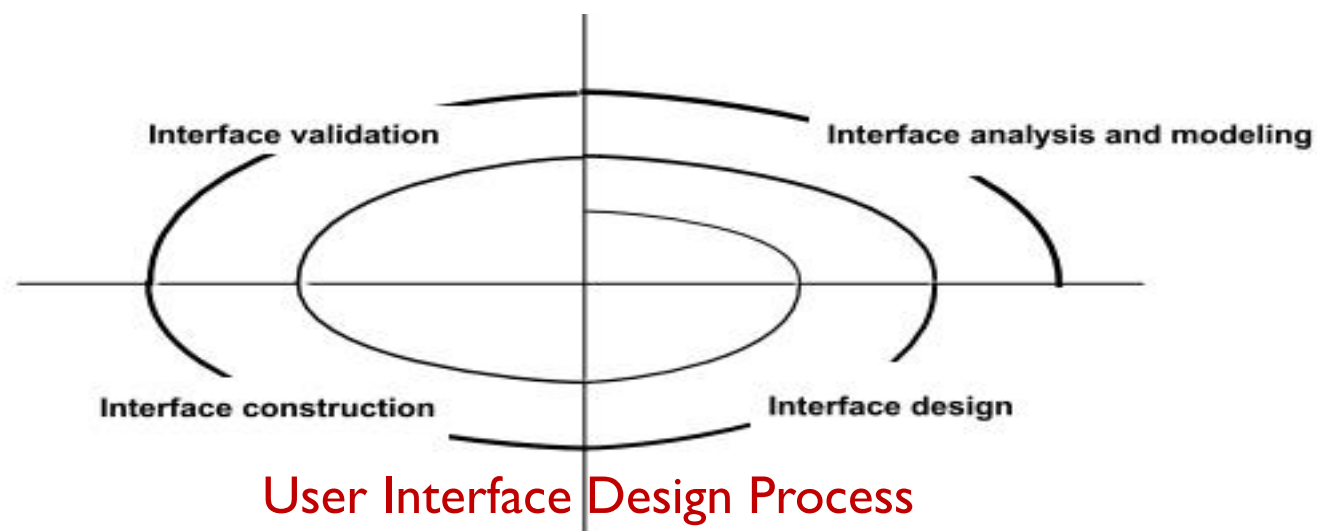 Interface validation
Interface analysis and modeling
Interface construction
Interface design
User Interface Design Process